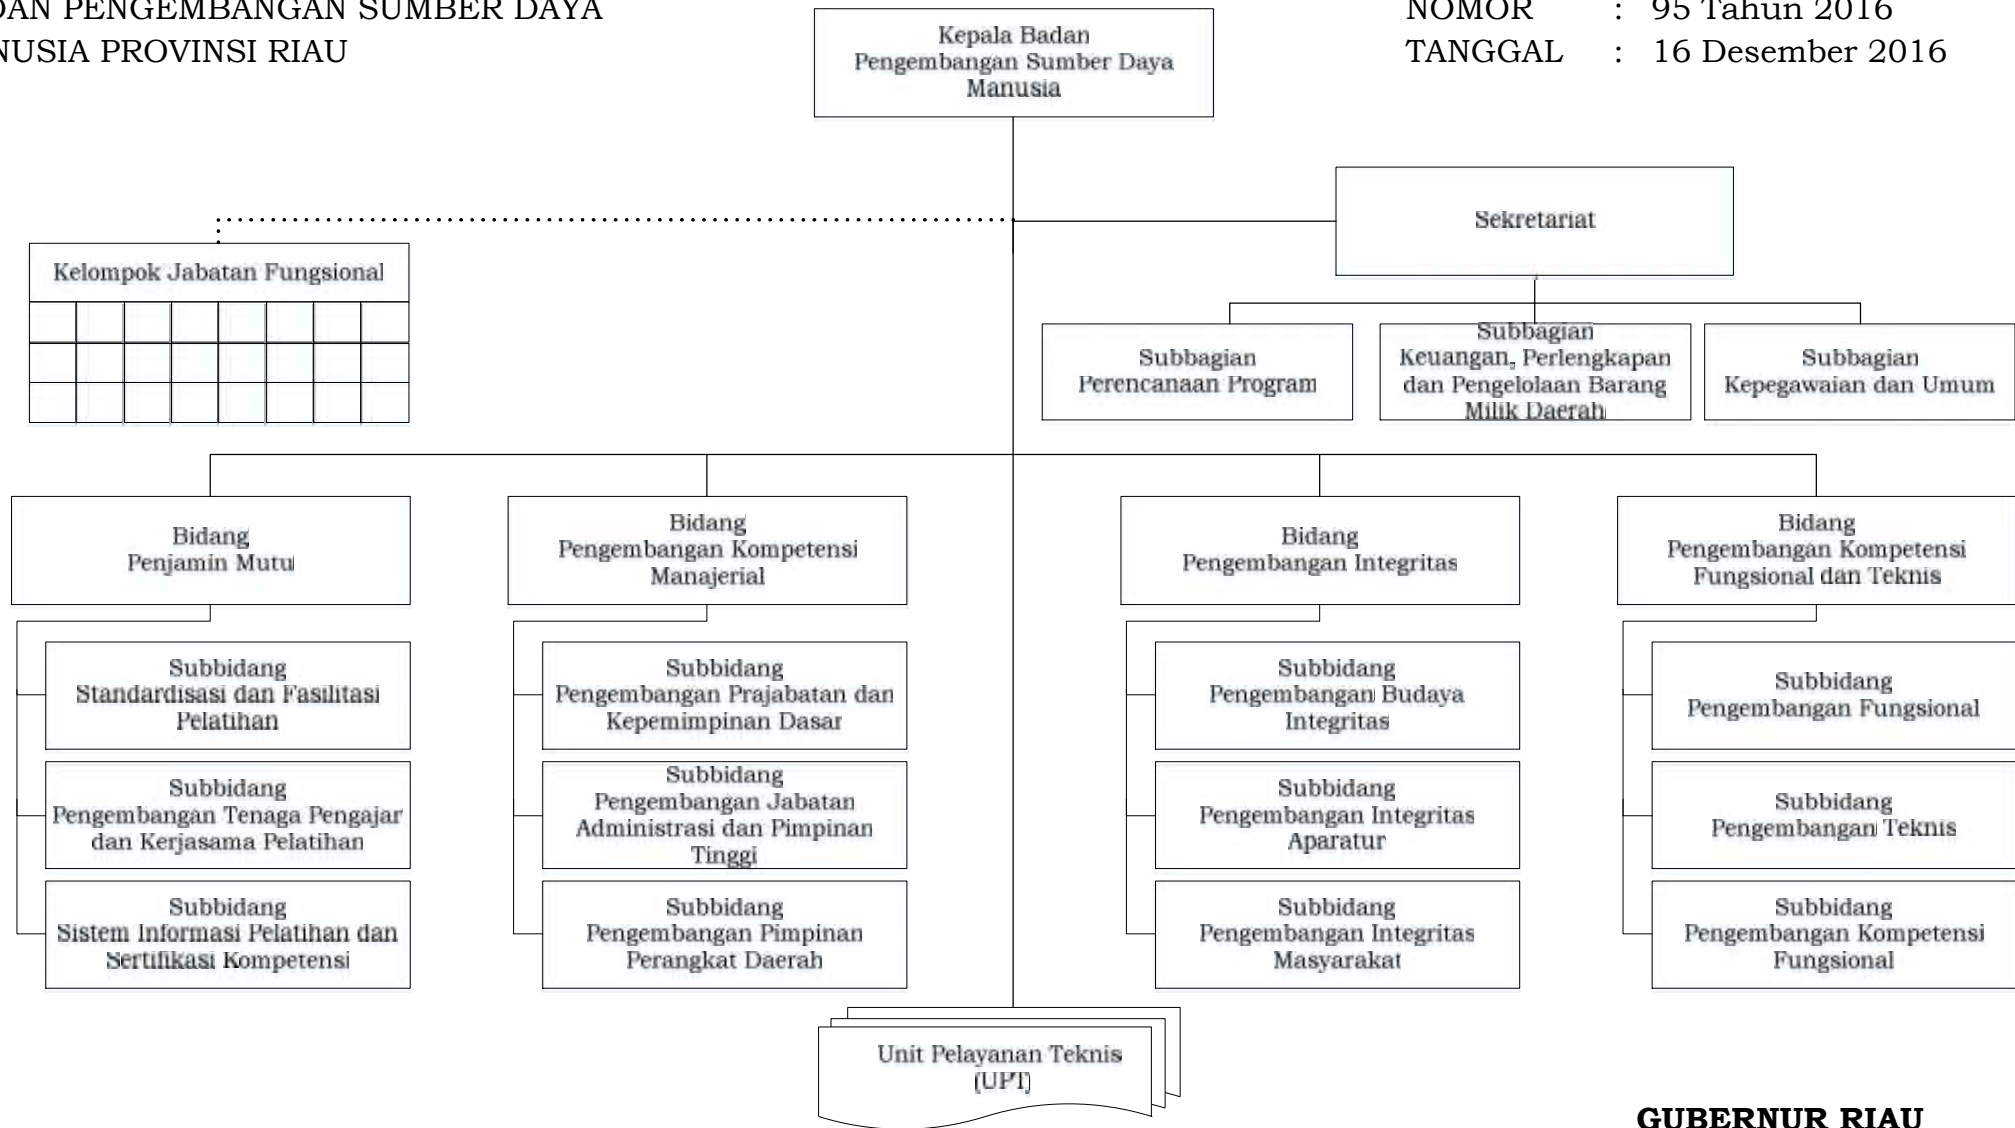 DAN PENGEMBANGAN SUMBER DAYA
NUSIA PROVINSI RIAU
NOMOR : 95 Tahun 2016
TANGGAL : 16 Desember 2016
Kepala Badan
Pengembangan Sumber Daya
Manusia
Sekretariat
Kelompok Jabatan Fungsional
Subbagian
Perencanaan Program
Subbagian
Keuangan, Perlengkapan
dan Pengelolaan Barang
Milik Daerah
Subbagian
Kepegawaian dan Umum
Bidang
Penjamin Mutu
Bidang
Pengembangan Kompetensi
Manajerial
Bidang
Pengembangan Integritas
Bidang
Pengembangan Kompetensi
Fungsional dan Teknis
Subbidang
Standardisasi dan Fasilitasi
Pelatihan
Subbidang
Pengembangan Prajabatan dan
Kepemimpinan Dasar
Subbidang
Pengembangan Budaya
Integritas
Subbidang
Pengembangan Fungsional
Subbidang
Pengembangan Tenaga Pengajar
dan Kerjasama Pelatihan
Subbidang
Pengembangan Jabatan
Administrasi dan Pimpinan
Tinggi
Subbidang
Pengembangan Integritas
Aparatur
Subbidang
Pengembangan Teknis
Subbidang
Sistem Informasi Pelatihan dan
Sertifikasi Kompetensi
Subbidang
Pengembangan Pimpinan
Perangkat Daerah
Subbidang
Pengembangan Integritas
Masyarakat
Subbidang
Pengembangan Kompetensi
Fungsional
Unit Pelayanan Teknis
(UPT)
GUBERNUR RIAU